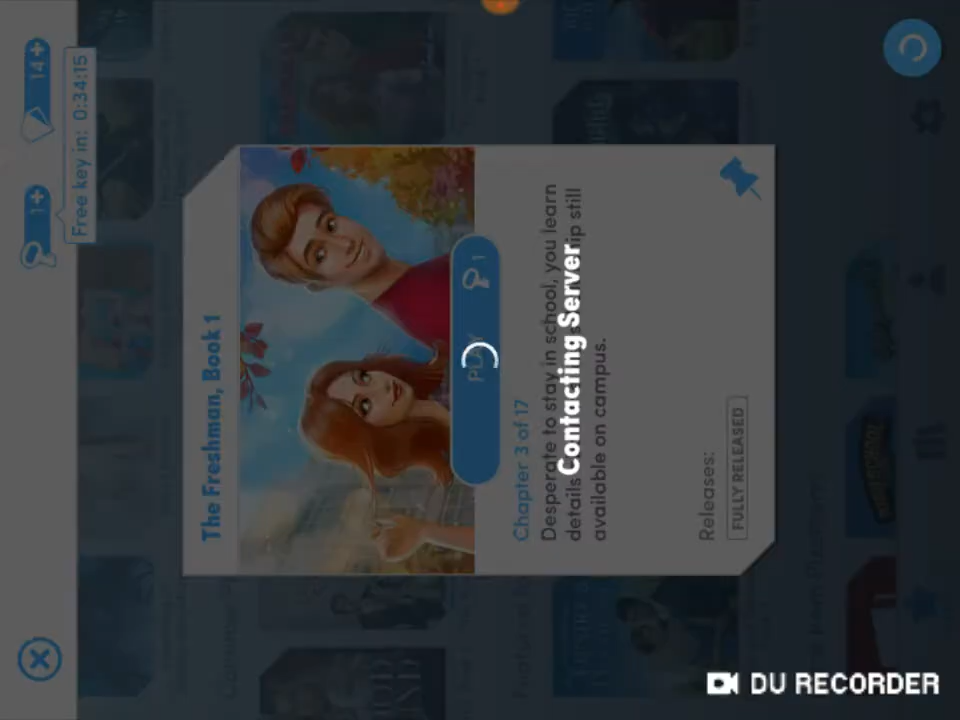 1+
14+
Free key in: 0:34:15
The Freshman, Book 1
PLAY 1
Chapter 3 of 17
Desperate to stay in school, you learn
details
ip still
Contacting Server
available on campus.
Releases:
FULLY RELEASED
DU RECORDER